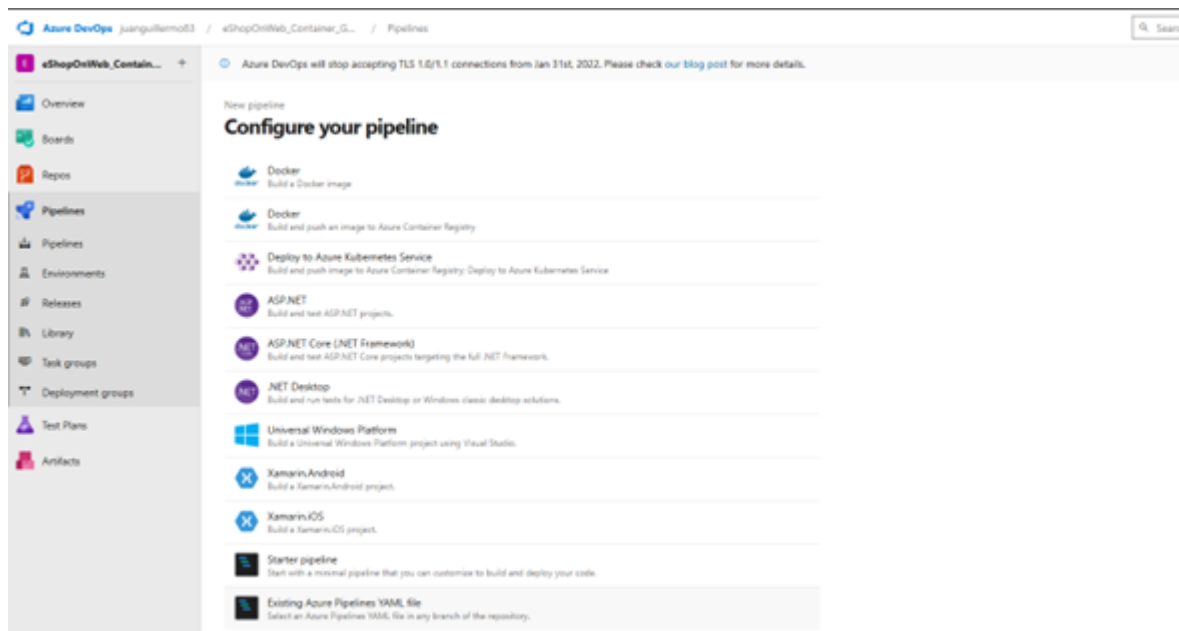 Azure DevOps juanguillermo83 / eShopOnWeb_Container_G... / Pipelines
eShopOnWeb_Contain... +
Azure DevOps will stop accepting TLS 1.0/1.1 connections from Jan 31st, 2022. Please check our blog post for more details.
Overview
Boards
Repos
Pipelines
Pipelines
Environments
Releases
Library
Task groups
Deployment groups
Test Plans
Artifacts
New pipeline
Configure your pipeline
Docker
Build a Docker image
Docker
Build and push an image to Azure Container Registry
Deploy to Azure Kubernetes Service
Build and push image to Azure Container Registry; Deploy to Azure Kubernetes Service
ASP.NET
Build and test ASP.NET projects.
ASP.NET Core (.NET Framework)
Build and test ASP.NET Core projects targeting the full .NET Framework.
.NET Desktop
Build and run tests for .NET Desktop or Windows classic desktop solutions.
Universal Windows Platform
Build a Universal Windows Platform project using Visual Studio.
Xamarin.Android
Build a Xamarin.Android project.
Xamarin.iOS
Build a Xamarin.iOS project.
Starter pipeline
Start with a minimal pipeline that you can customize to build and deploy your code.
Existing Azure Pipelines YAML file
Select an Azure Pipelines YAML file in any branch of the repository.